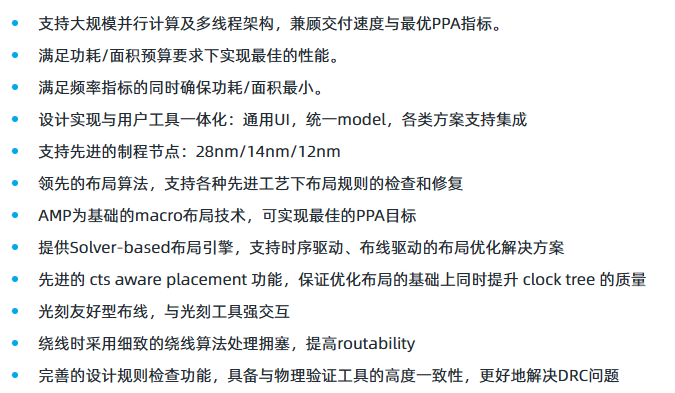 支持大规模并行计算及多线程架构，兼顾交付速度与最优PPA指标。
满足功耗/面积预算要求下实现最佳的性能。
满足频率指标的同时确保功耗/面积最小。
设计实现与用户工具一体化：通用UI，统一model，各类方案支持集成
支持先进的制程节点：28nm/14nm/12nm
领先的布局算法，支持各种先进工艺下布局规则的检查和修复
AMP为基础的macro布局技术，可实现最佳的PPA目标
提供Solver-based布局引擎，支持时序驱动、布线驱动的布局优化解决方案
先进的 cts aware placement 功能，保证优化布局的基础上同时提升 clock tree 的质量
光刻友好型布线，与光刻工具强交互
绕线时采用细致的绕线算法处理拥塞，提高routability
完善的设计规则检查功能，具备与物理验证工具的高度一致性，更好地解决DRC问题